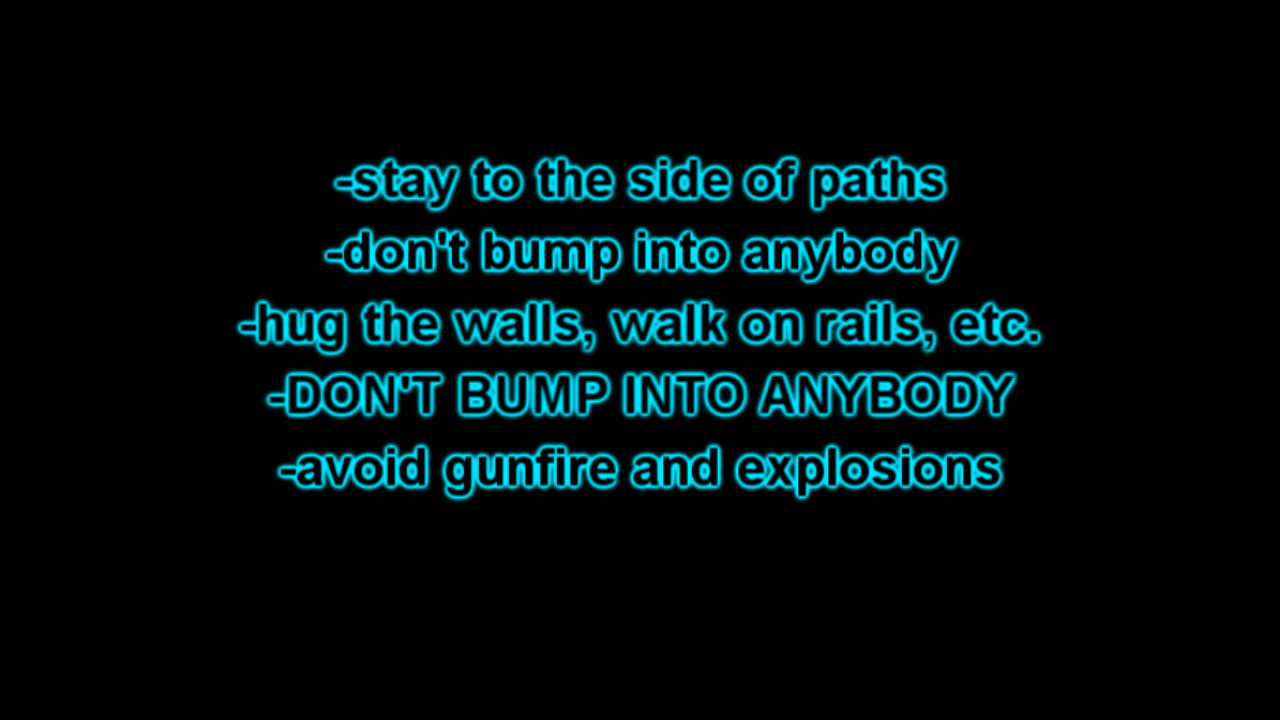 -stay to the side of paths
-don't bump into anybody
-hug the walls, walk on rails, etc.
-DON'T BUMP INTO ANYBODY
-avoid gunfire and explosions